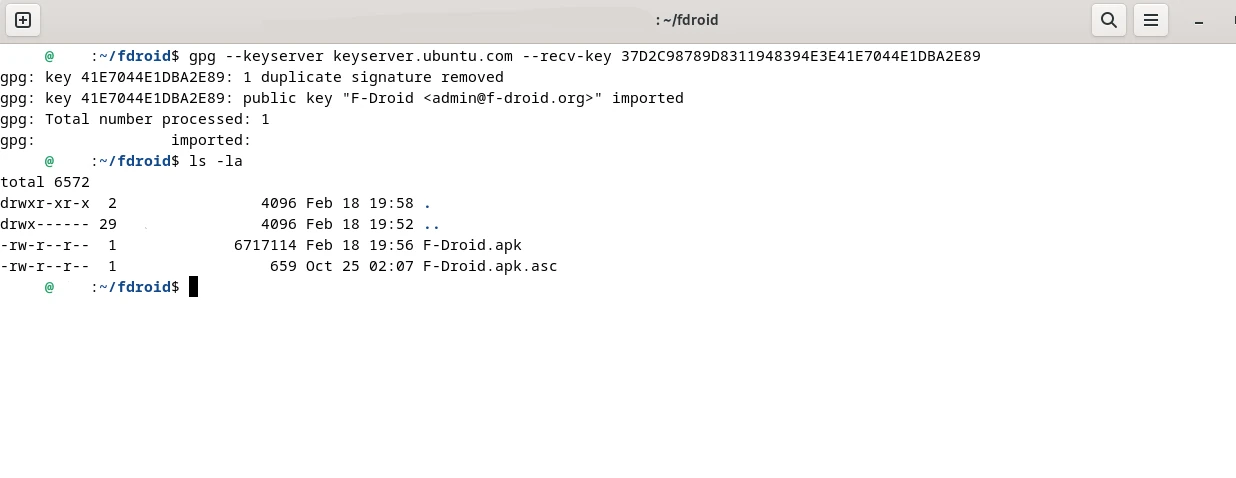 :~/fdroid
@ :~/fdroid$ gpg --keyserver keyserver.ubuntu.com --recv-key 37D2C98789D8311948394E3E41E7044E1DBA2E89
gpg: key 41E7044E1DBA2E89: 1 duplicate signature removed
gpg: key 41E7044E1DBA2E89: public key "F-Droid <admin@f-droid.org>" imported
gpg: Total number processed: 1
gpg: imported:
@ :~/fdroid$ ls -la
total 6572
drwxr-xr-x 2 4096 Feb 18 19:58 .
drwx------ 29 4096 Feb 18 19:52 ..
-rw-r--r-- 1 6717114 Feb 18 19:56 F-Droid.apk
-rw-r--r-- 1 659 Oct 25 02:07 F-Droid.apk.asc
@ :~/fdroid$